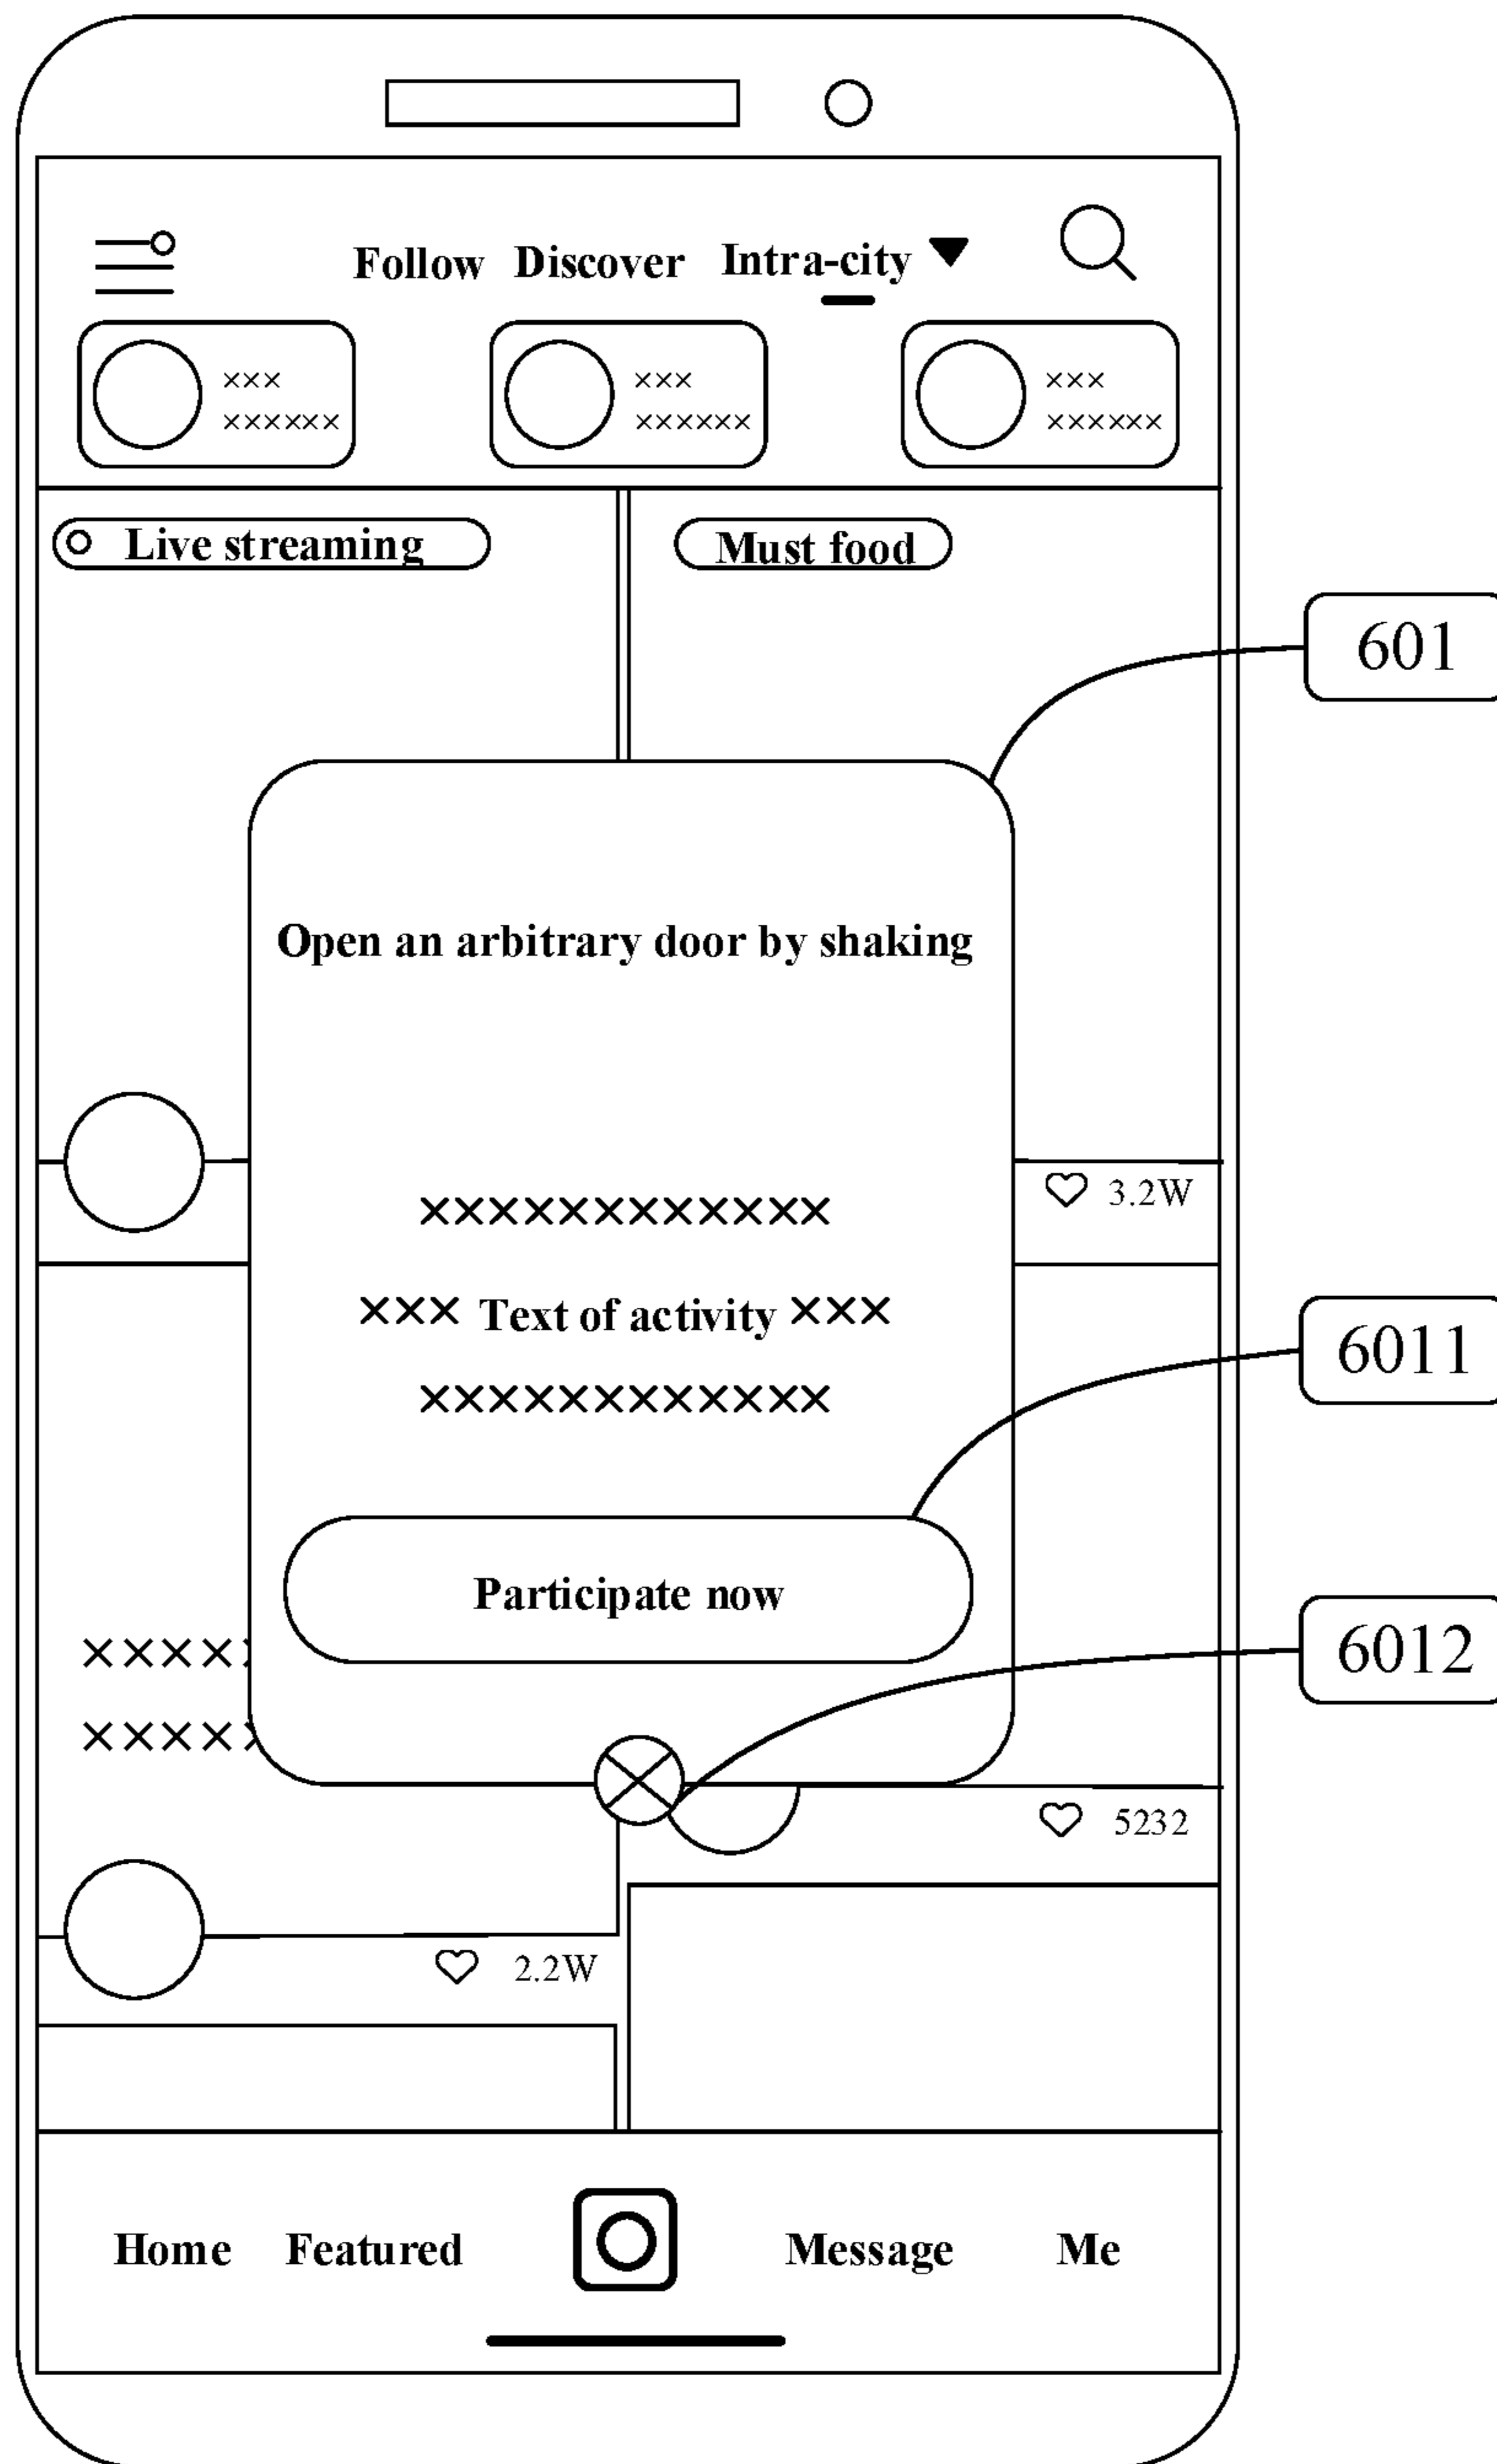 Follow Discover Intra-city
××× ××× ×××
×××××× ×××××× ××××××
Live streaming Must food
601
Open an arbitrary door by shaking
3.2W
××××××××××××
××× Text of activity ×××
6011
××××××××××××
Participate now
6012
×××××
×××××
5232
2.2W
Home Featured Message Me